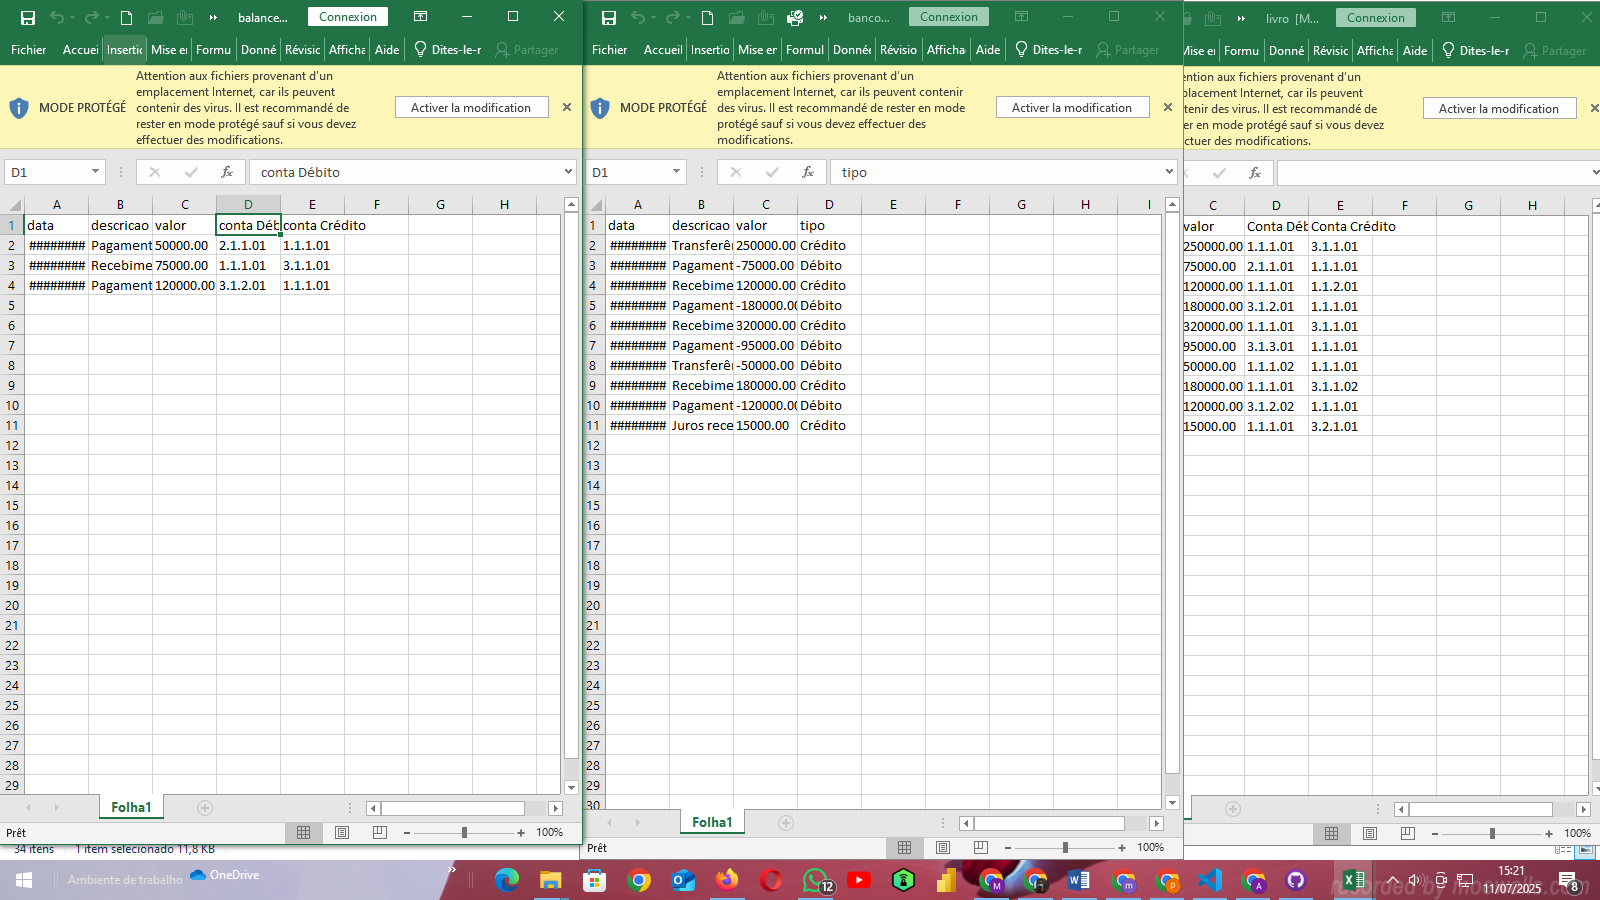 balance... Connexion
Fichier Accuei Insertio Mise er Formu Donné Révisic Afficha Aide Dites-le-r Partager
MODE PROTÉGÉ
Attention aux fichiers provenant d'un
emplacement Internet, car ils peuvent
contenir des virus. Il est recommandé de
rester en mode protégé sauf si vous devez
effectuer des modifications.
Activer la modification
D1 fx conta Débito
A B C D E F G H
1 data descricao valor conta Déb conta Crédito
2 ######## Pagament 50000.00 2.1.1.01 1.1.1.01
3 ######## Recebime 75000.00 1.1.1.01 3.1.1.01
4 ######## Pagament 120000.00 3.1.2.01 1.1.1.01
5
6
7
8
9
10
11
12
13
14
15
16
17
18
19
20
21
22
23
24
25
26
27
28
29
Folha1
Prêt 100%
34 itens 1 item selecionado 11,8 KB
banco... Connexion
Fichier Accueil Insertio Mise er Formul Donné Révisio Afficha Aide Dites-le-r Partager
MODE PROTÉGÉ
Attention aux fichiers provenant d'un
emplacement Internet, car ils peuvent contenir
des virus. Il est recommandé de rester en mode
protégé sauf si vous devez effectuer des
modifications.
Activer la modification
D1 fx tipo
A B C D E F G H I
1 data descricao valor tipo
2 ######## Transferêr 250000.00 Crédito
3 ######## Pagament -75000.00 Débito
4 ######## Recebime 120000.00 Crédito
5 ######## Pagament -180000.00 Débito
6 ######## Recebime 320000.00 Crédito
7 ######## Pagament -95000.00 Débito
8 ######## Transferêr -50000.00 Débito
9 ######## Recebime 180000.00 Crédito
10 ######## Pagament -120000.00 Débito
11 ######## Juros rece 15000.00 Crédito
12
13
14
15
16
17
18
19
20
21
22
23
24
25
26
27
28
29
30
Folha1
Prêt 100%
livro [M... Connexion
Mise er Formu Donné Révisic Afficha Aide Dites-le-r Partager
tention aux fichiers provenant d'un
placement Internet, car ils peuvent
tenir des virus. Il est recommandé de
er en mode protégé sauf si vous devez
ctuer des modifications.
Activer la modification
fx
C D E F G H
valor Conta Déb Conta Crédito
250000.00 1.1.1.01 3.1.1.01
75000.00 2.1.1.01 1.1.1.01
120000.00 1.1.1.01 1.1.2.01
180000.00 3.1.2.01 1.1.1.01
320000.00 1.1.1.01 3.1.1.01
95000.00 3.1.3.01 1.1.1.01
50000.00 1.1.1.02 1.1.1.01
180000.00 1.1.1.01 3.1.1.02
120000.00 3.1.2.02 1.1.1.01
15000.00 1.1.1.01 3.2.1.01
100%
Ambiente de trabalho OneDrive
12
15:21
11/07/2025
8